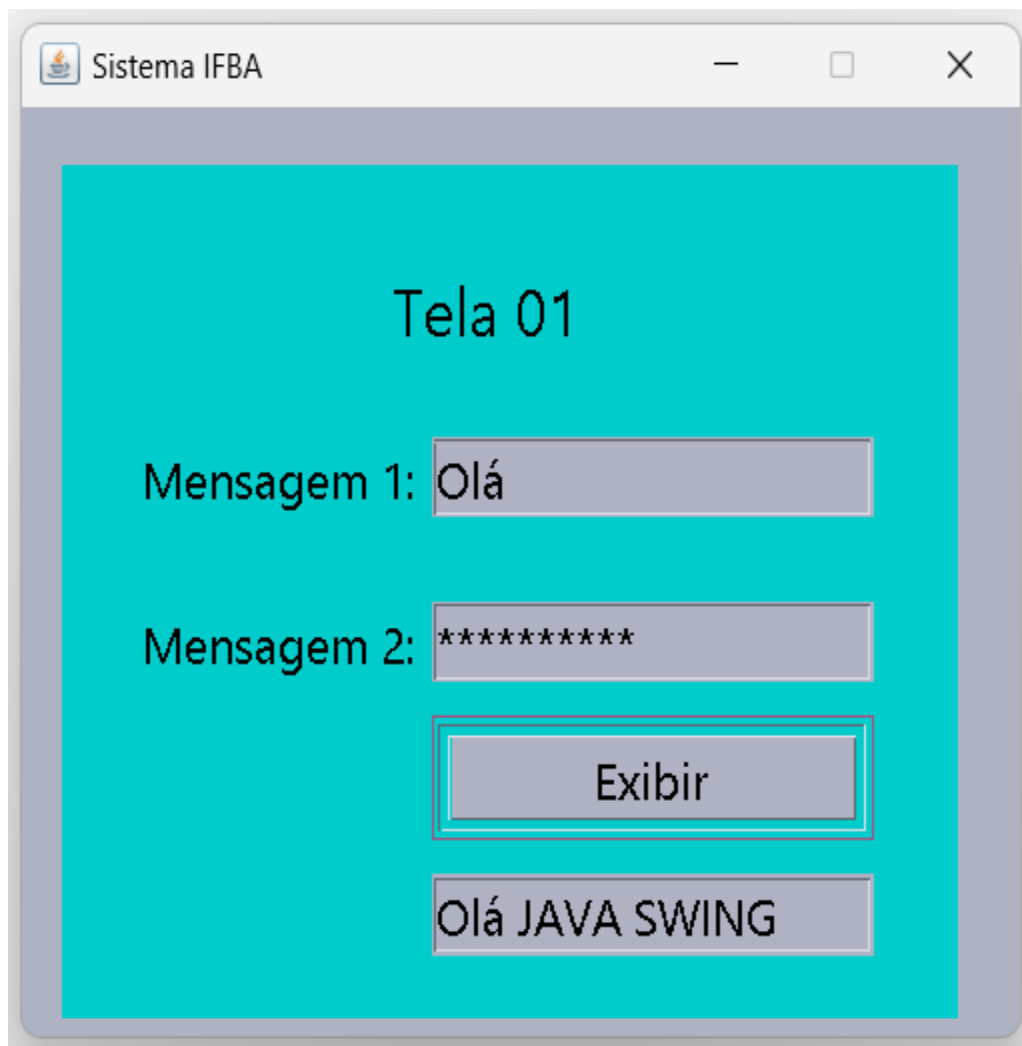 Sistema IFBA
Tela 01
Mensagem 1: Olá
Mensagem 2: **********
Exibir
Olá JAVA SWING